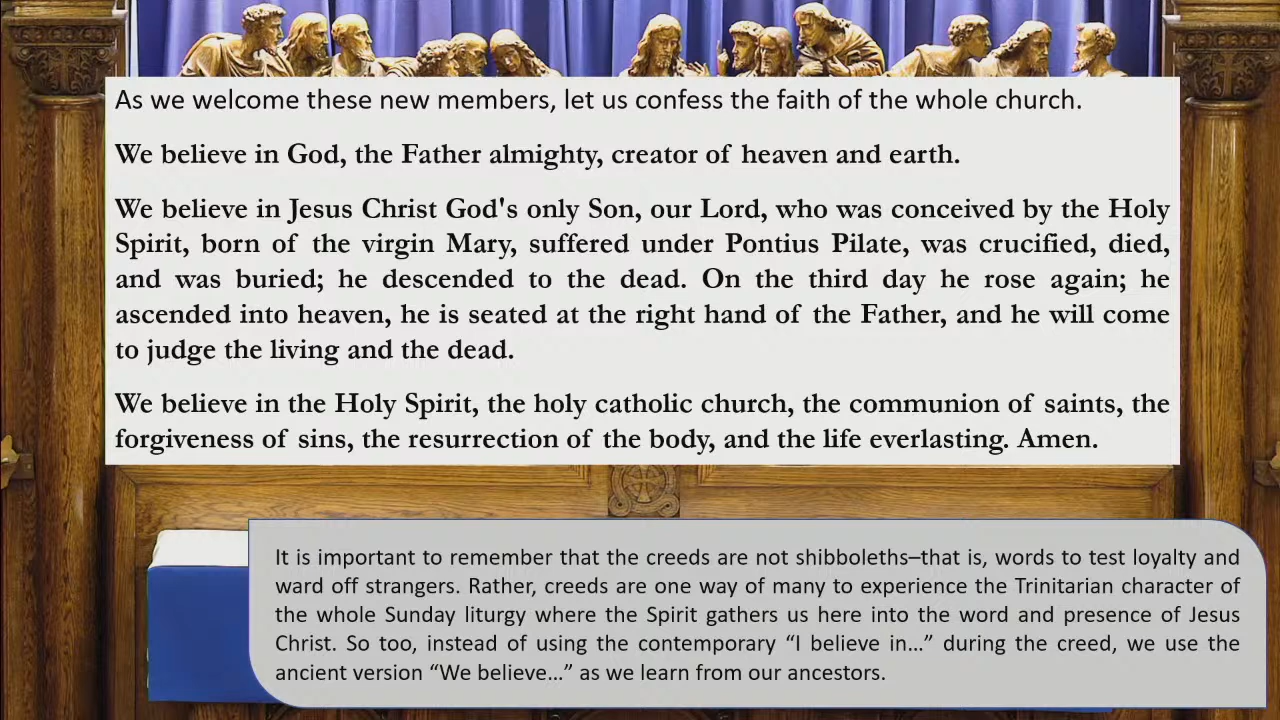 As we welcome these new members, let us confess the faith of the whole church.
We believe in God, the Father almighty, creator of heaven and earth.
We believe in Jesus Christ God's only Son, our Lord, who was conceived by the Holy
Spirit, born of the virgin Mary, suffered under Pontius Pilate, was crucified, died,
and was buried; he descended to the dead. On the third day he rose again; he
ascended into heaven, he is seated at the right hand of the Father, and he will come
to judge the living and the dead.
We believe in the Holy Spirit, the holy catholic church, the communion of saints, the
forgiveness of sins, the resurrection of the body, and the life everlasting. Amen.
It is important to remember that the creeds are not shibboleths–that is, words to test loyalty and
ward off strangers. Rather, creeds are one way of many to experience the Trinitarian character of
the whole Sunday liturgy where the Spirit gathers us here into the word and presence of Jesus
Christ. So too, instead of using the contemporary “I believe in…” during the creed, we use the
ancient version “We believe…” as we learn from our ancestors.